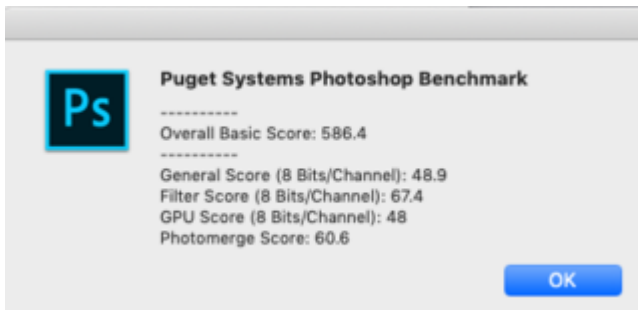 Ps
Puget Systems Photoshop Benchmark
----------
Overall Basic Score: 586.4
----------
General Score (8 Bits/Channel): 48.9
Filter Score (8 Bits/Channel): 67.4
GPU Score (8 Bits/Channel): 48
Photomerge Score: 60.6
OK